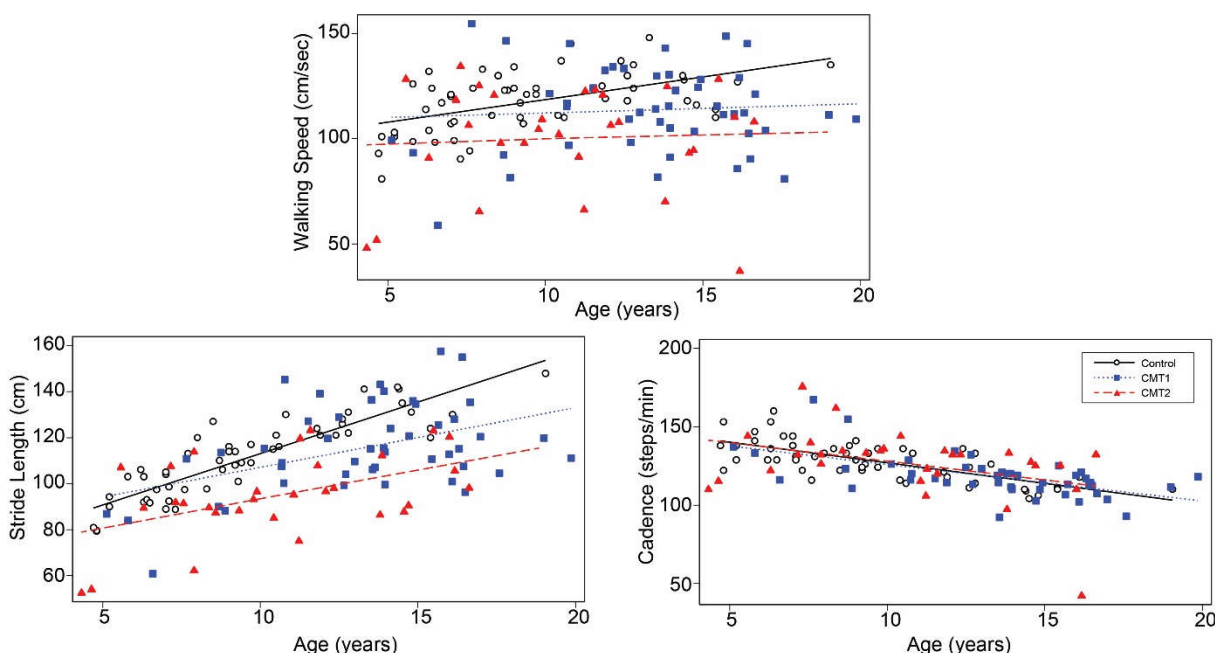 Walking Speed (cm/sec)
150
100
50
5 10 15 20
Age (years)
Stride Length (cm)
160
140
120
100
80
60
5 10 15 20
Age (years)
Cadence (steps/min)
200
150
100
50
5 10 15 20
Age (years)
Control
CMT1
CMT2